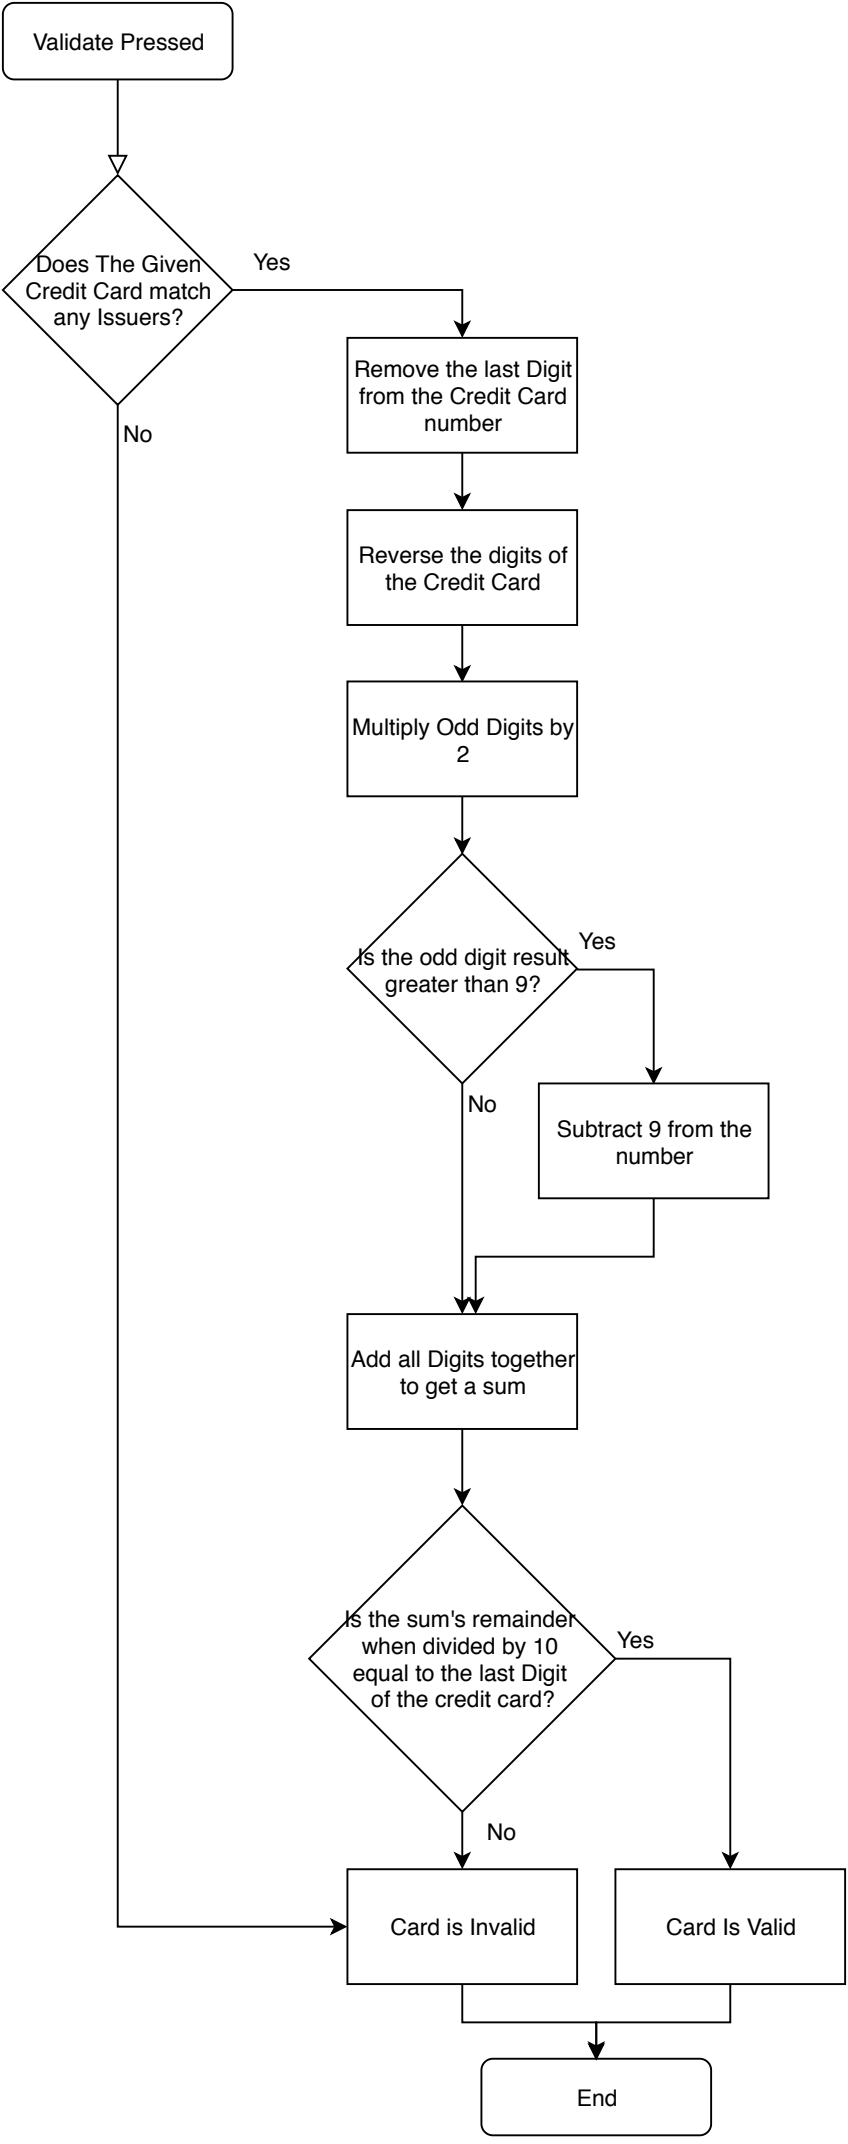 Validate Pressed
Does The Given
Credit Card match
any Issuers?
Yes
No
Remove the last Digit
from the Credit Card
number
Reverse the digits of
the Credit Card
Multiply Odd Digits by
2
Is the odd digit result
greater than 9?
Yes
No
Subtract 9 from the
number
Add all Digits together
to get a sum
Is the sum's remainder
when divided by 10
equal to the last Digit
of the credit card?
Yes
No
Card is Invalid
Card Is Valid
End